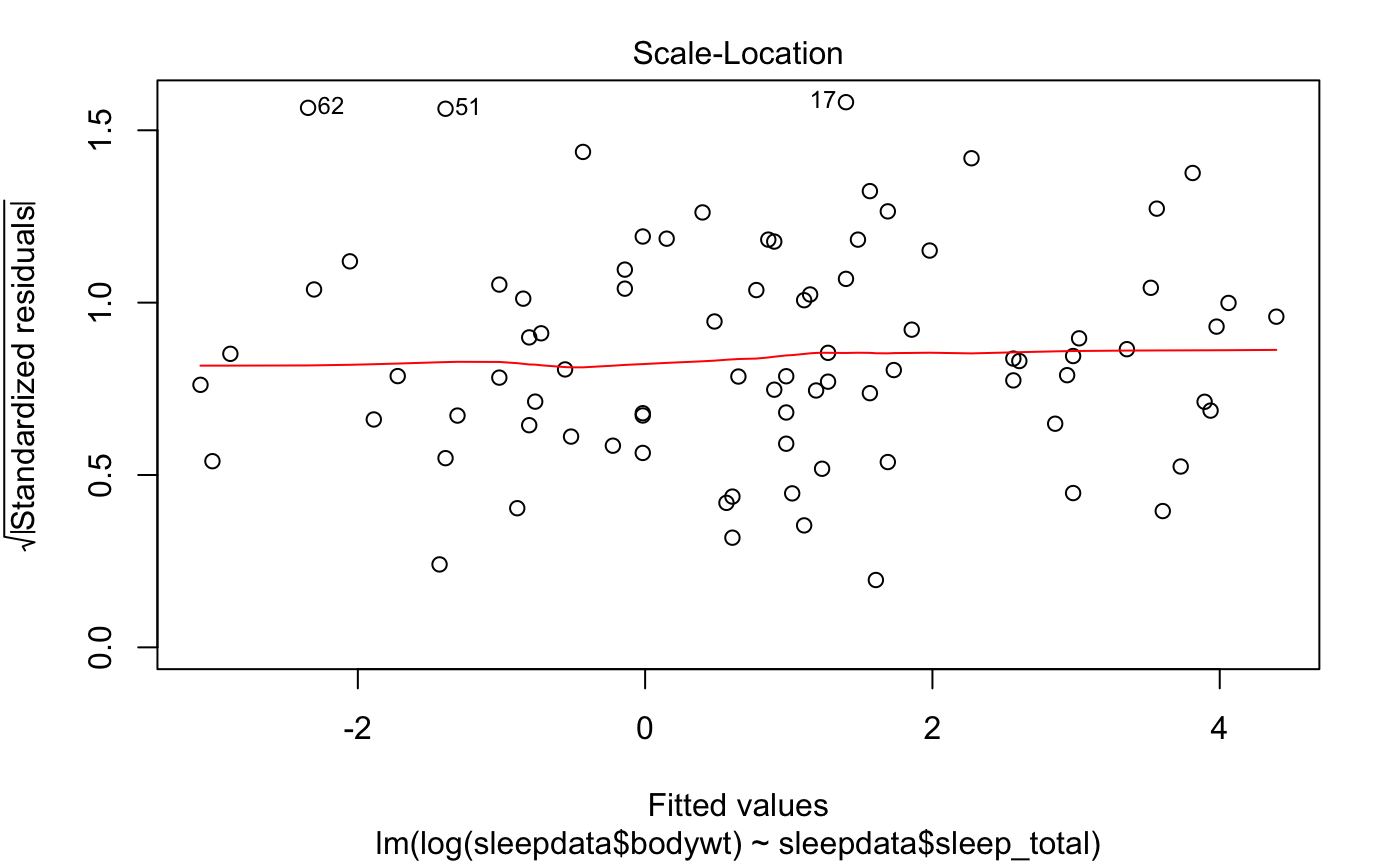 Scale-Location
62
51
17
1.5
1.0
0.5
0.0
√|Standardized residuals|
-2
0
2
4
Fitted values
lm(log(sleepdata$bodywt) ~ sleepdata$sleep_total)